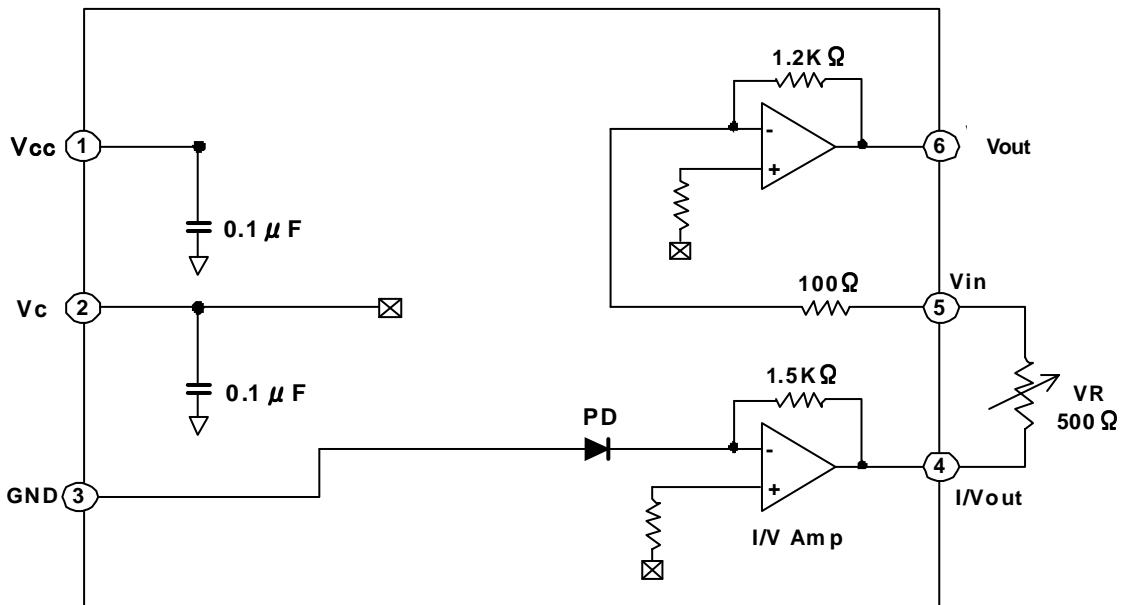 1.2K Ω
-
+
Vcc 1
6 Vout
0.1 μ F
Vc 2
100 Ω
Vin
5
0.1 μ F
1.5K Ω
VR
500 Ω
PD
-
+
GND 3
4
I/Vout
I/V Amp